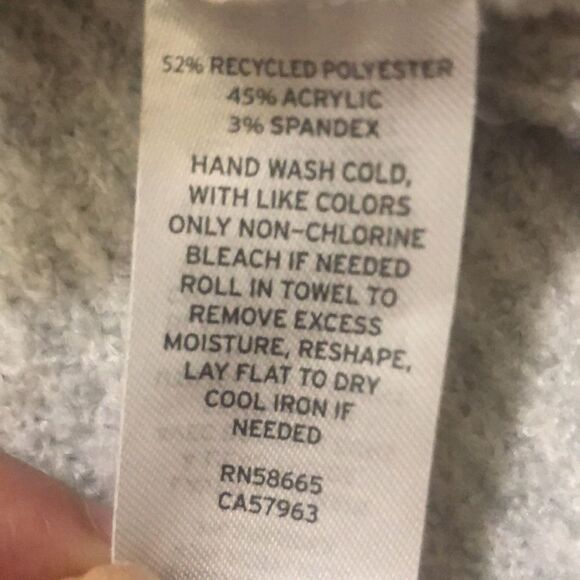 52% RECYCLED POLYESTER
45% ACRYLIC
3% SPANDEX
HAND WASH COLD,
WITH LIKE COLORS
ONLY NON-CHLORINE
BLEACH IF NEEDED
ROLL IN TOWEL TO
REMOVE EXCESS
MOISTURE, RESHAPE,
LAY FLAT TO DRY
COOL IRON IF
NEEDED
RN58665
CA57963